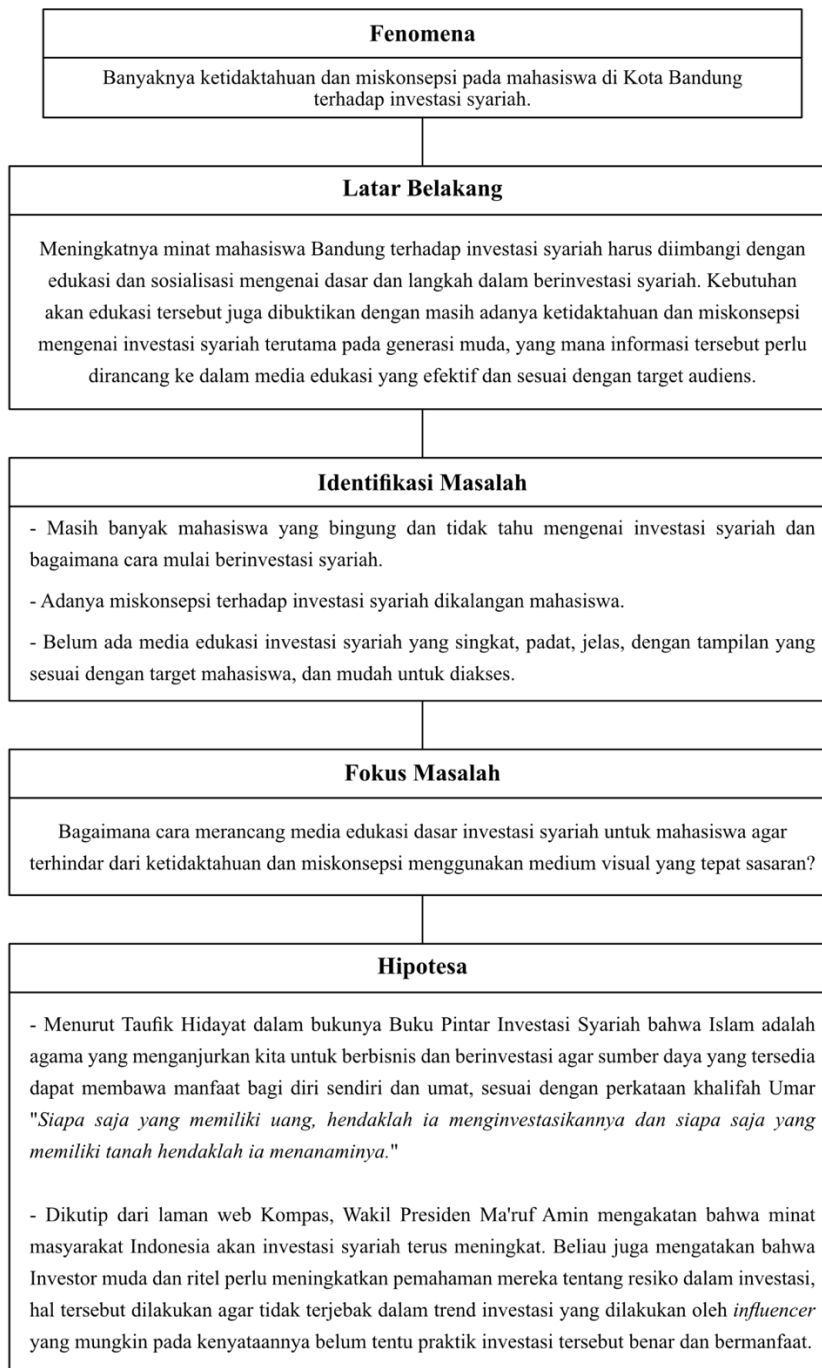 Fenomena
Banyaknya ketidaktahuan dan miskonsepsi pada mahasiswa di Kota Bandung
terhadap investasi syariah.
Latar Belakang
Meningkatnya minat mahasiswa Bandung terhadap investasi syariah harus diimbangi dengan
edukasi dan sosialisasi mengenai dasar dan langkah dalam berinvestasi syariah. Kebutuhan
akan edukasi tersebut juga dibuktikan dengan masih adanya ketidaktahuan dan miskonsepsi
mengenai investasi syariah terutama pada generasi muda, yang mana informasi tersebut perlu
dirancang ke dalam media edukasi yang efektif dan sesuai dengan target audiens.
Identifikasi Masalah
- Masih banyak mahasiswa yang bingung dan tidak tahu mengenai investasi syariah dan
bagaimana cara mulai berinvestasi syariah.
- Adanya miskonsepsi terhadap investasi syariah dikalangan mahasiswa.
- Belum ada media edukasi investasi syariah yang singkat, padat, jelas, dengan tampilan yang
sesuai dengan target mahasiswa, dan mudah untuk diakses.
Fokus Masalah
Bagaimana cara merancang media edukasi dasar investasi syariah untuk mahasiswa agar
terhindar dari ketidaktahuan dan miskonsepsi menggunakan medium visual yang tepat sasaran?
Hipotesa
- Menurut Taufik Hidayat dalam bukunya Buku Pintar Investasi Syariah bahwa Islam adalah
agama yang menganjurkan kita untuk berbisnis dan berinvestasi agar sumber daya yang tersedia
dapat membawa manfaat bagi diri sendiri dan umat, sesuai dengan perkataan khalifah Umar
"Siapa saja yang memiliki uang, hendaklah ia menginvestasikannya dan siapa saja yang
memiliki tanah hendaklah ia menanaminya."
- Dikutip dari laman web Kompas, Wakil Presiden Ma'ruf Amin mengakatan bahwa minat
masyarakat Indonesia akan investasi syariah terus meningkat. Beliau juga mengatakan bahwa
Investor muda dan ritel perlu meningkatkan pemahaman mereka tentang resiko dalam investasi,
hal tersebut dilakukan agar tidak terjebak dalam trend investasi yang dilakukan oleh influencer
yang mungkin pada kenyataannya belum tentu praktik investasi tersebut benar dan bermanfaat.